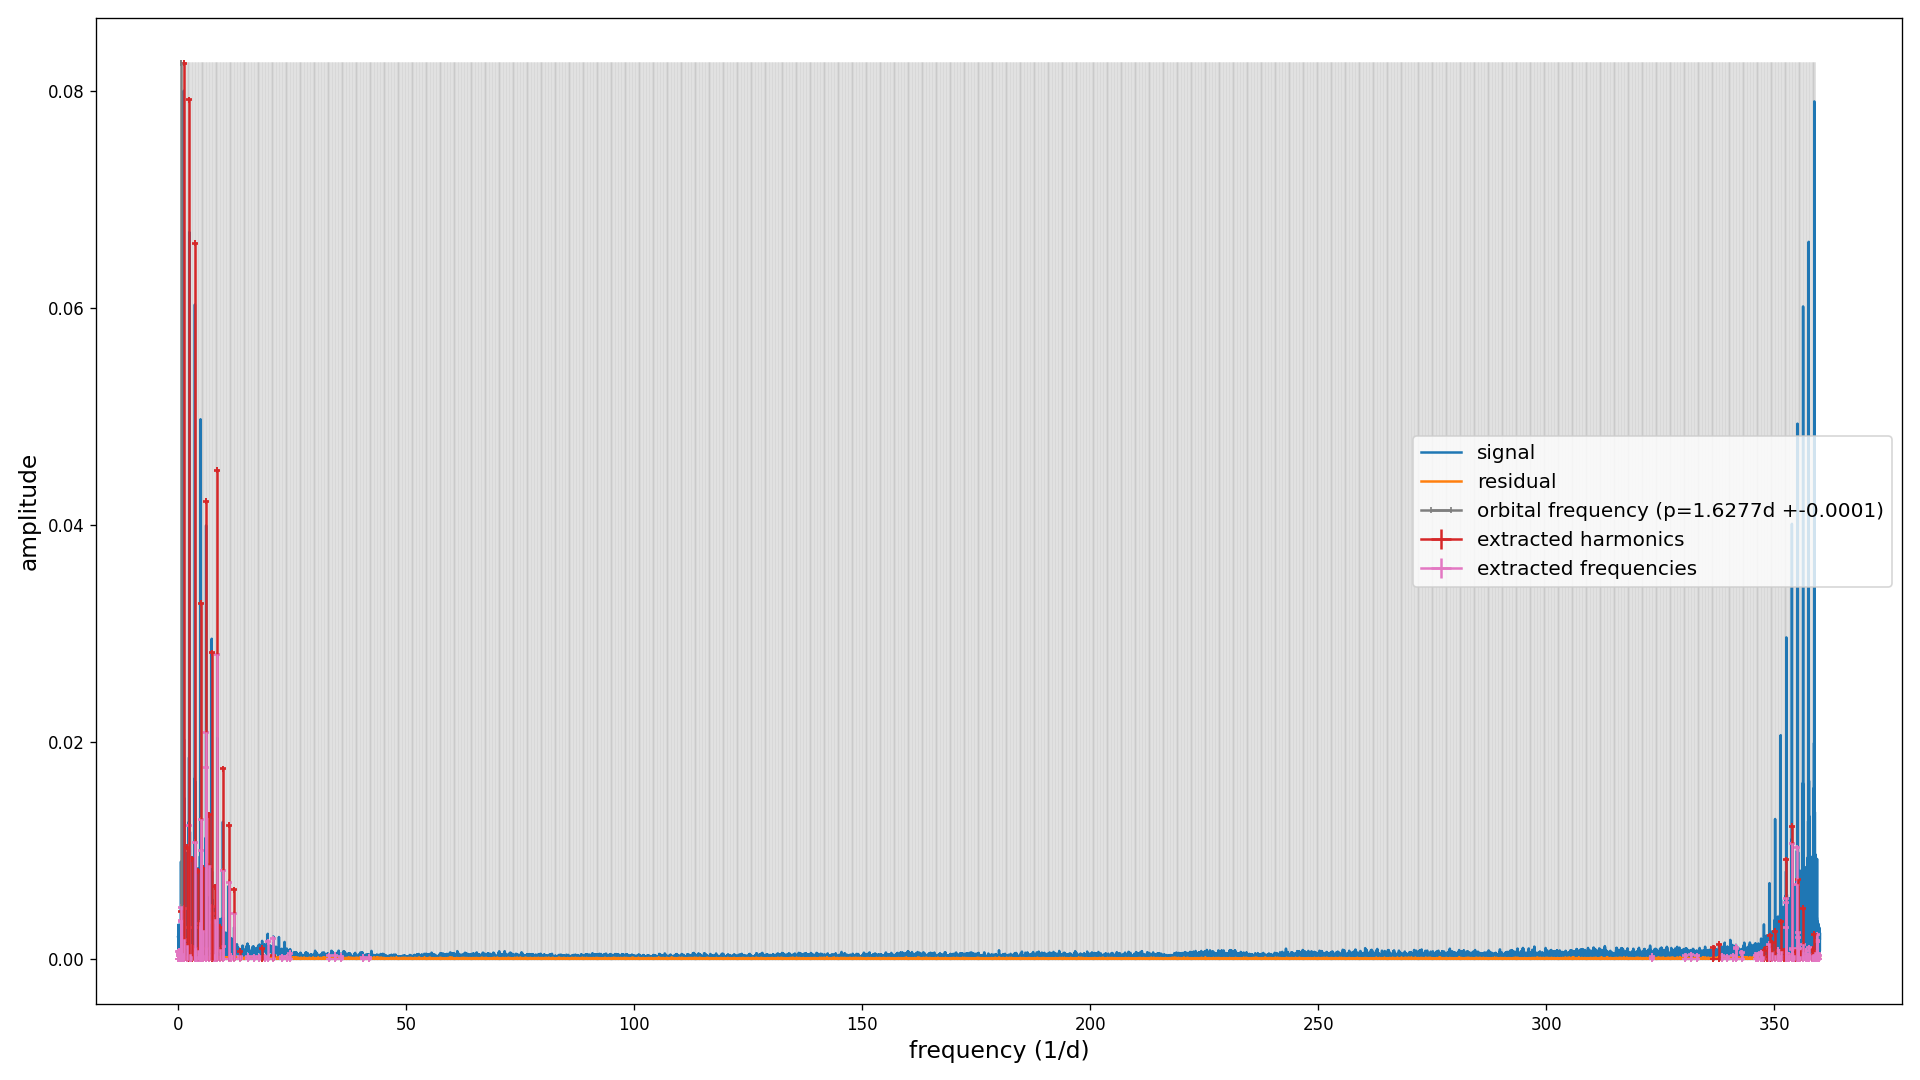 0.08
0.06
0.04
0.02
0.00
amplitude
signal
residual
orbital frequency (p=1.6277d +-0.0001)
extracted harmonics
extracted frequencies
0 50 100 150 200 250 300 350
frequency (1/d)